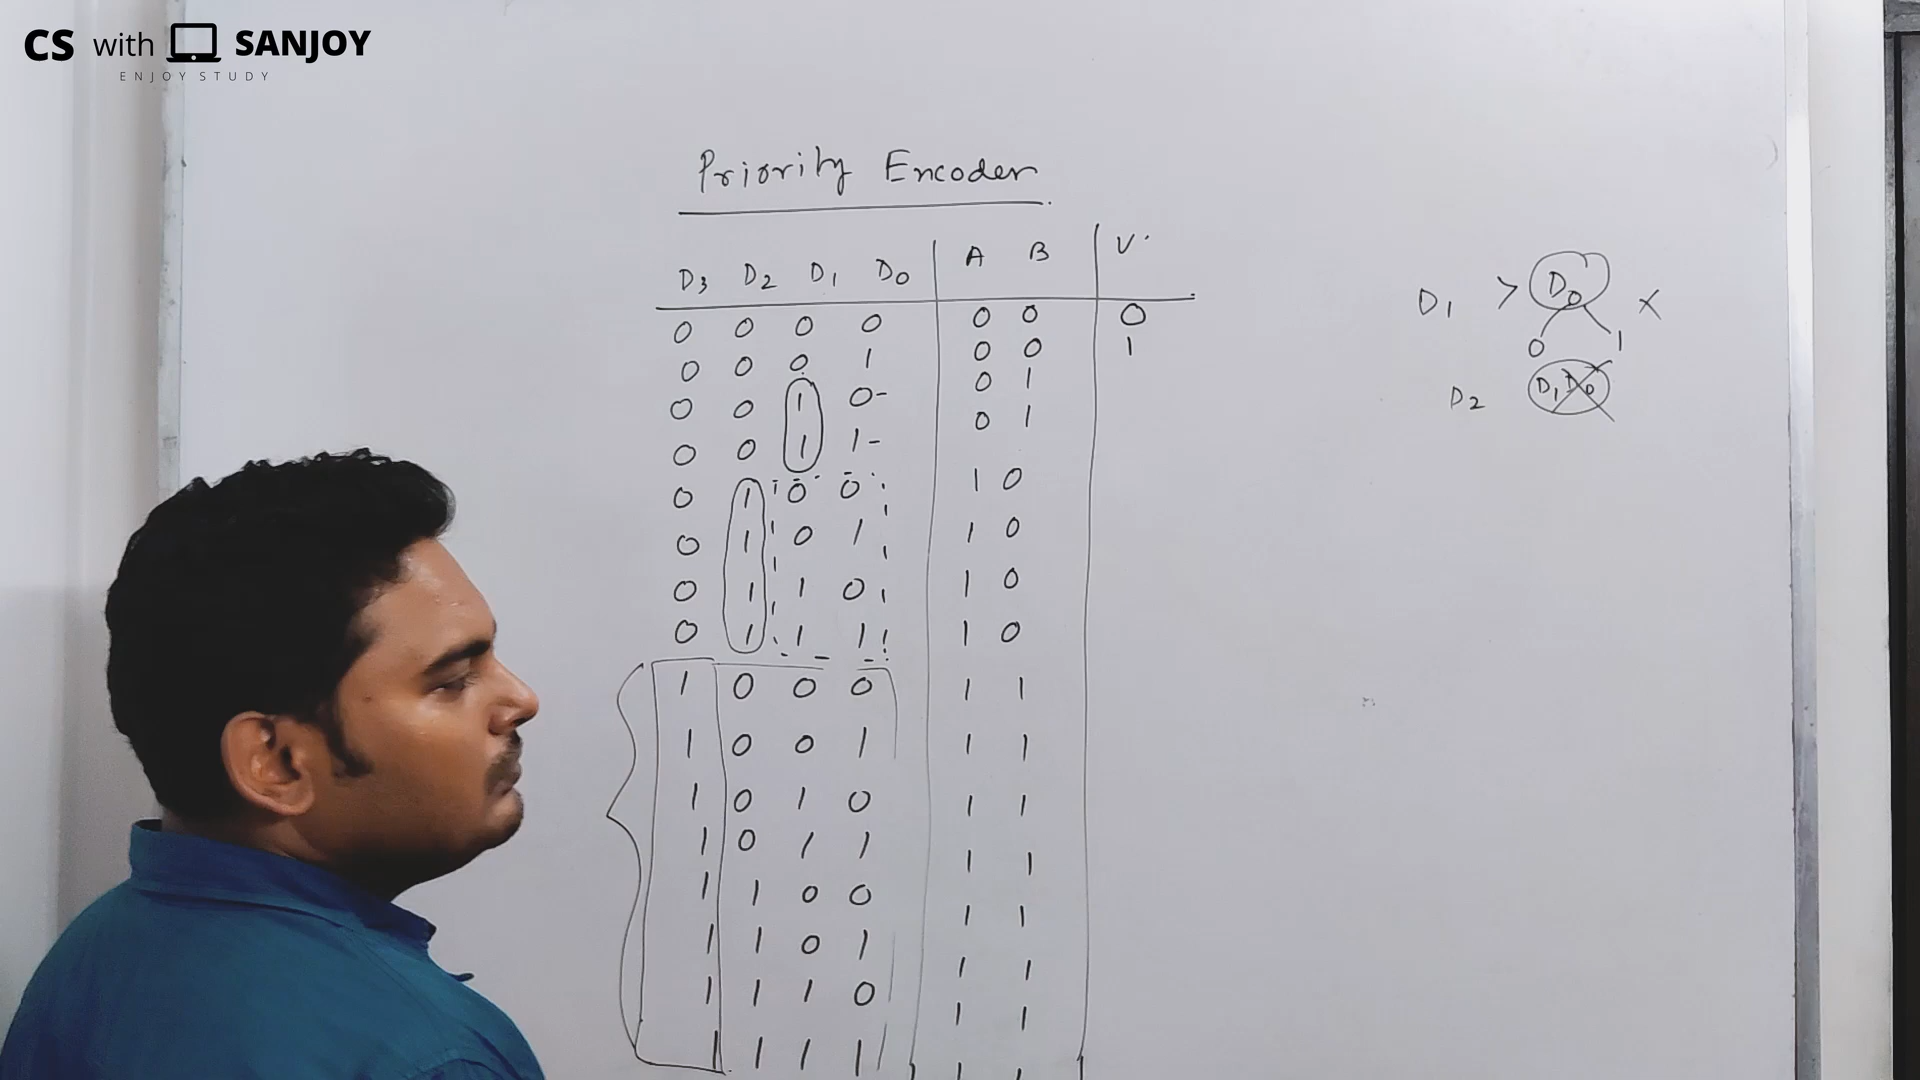 CS with SANJOY
ENJOY STUDY
Priority Encoder
D3 D2 D1 D0 A B V
0 0 0 0 0 0 0
0 0 0 1 0 0 1
0 0 1 0 0 1
0 0 1 1 0 1
0 1 0 0 1 0
0 1 0 1 1 0
0 1 1 0 1 0
0 1 1 1 1 0
1 0 0 0 1 1
1 0 0 1 1 1
1 0 1 0 1 1
1 0 1 1 1 1
1 1 0 0 1 1
1 1 0 1 1 1
1 1 1 0 1 1
1 1 1 1 1 1
D1 > D0 ×
0 1
D2 D1 D0